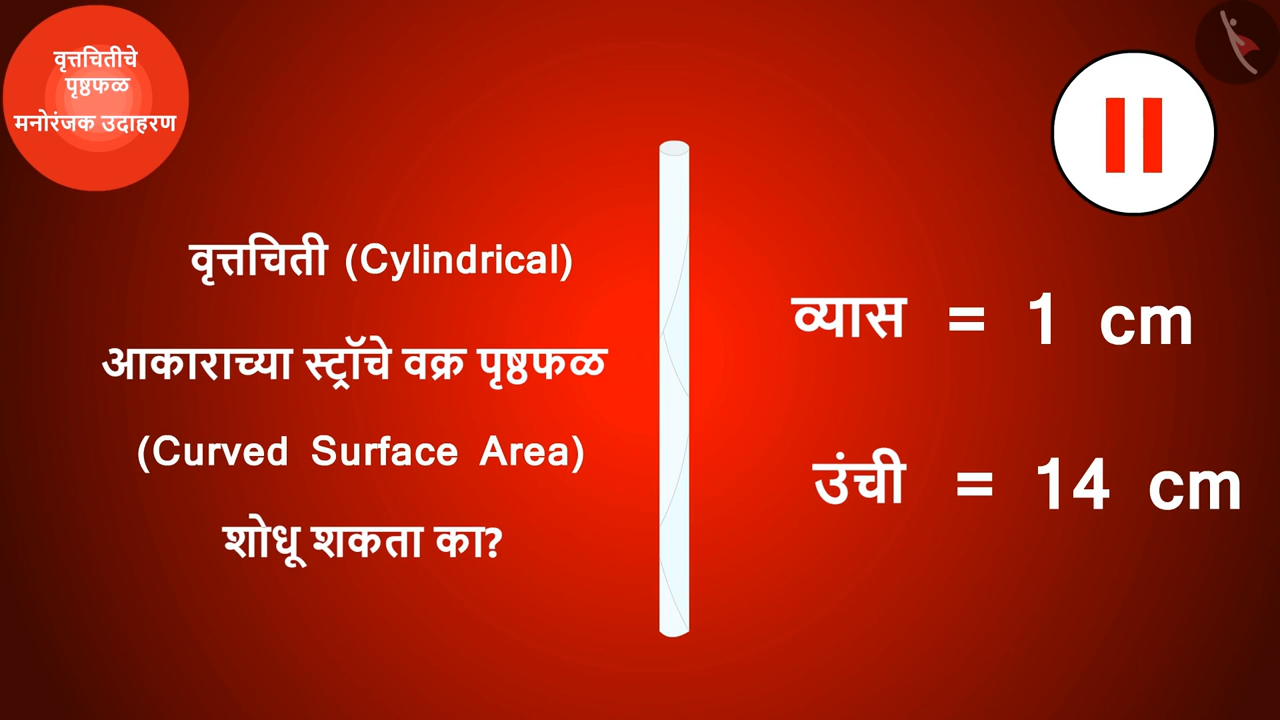 वृत्तचितीचे
पृष्ठफळ
मनोरंजक उदाहरण
वृत्तचिती (Cylindrical)
आकाराच्या स्ट्रॉचे वक्र पृष्ठफळ
(Curved Surface Area)
शोधू शकता का?
व्यास = 1 cm
उंची = 14 cm